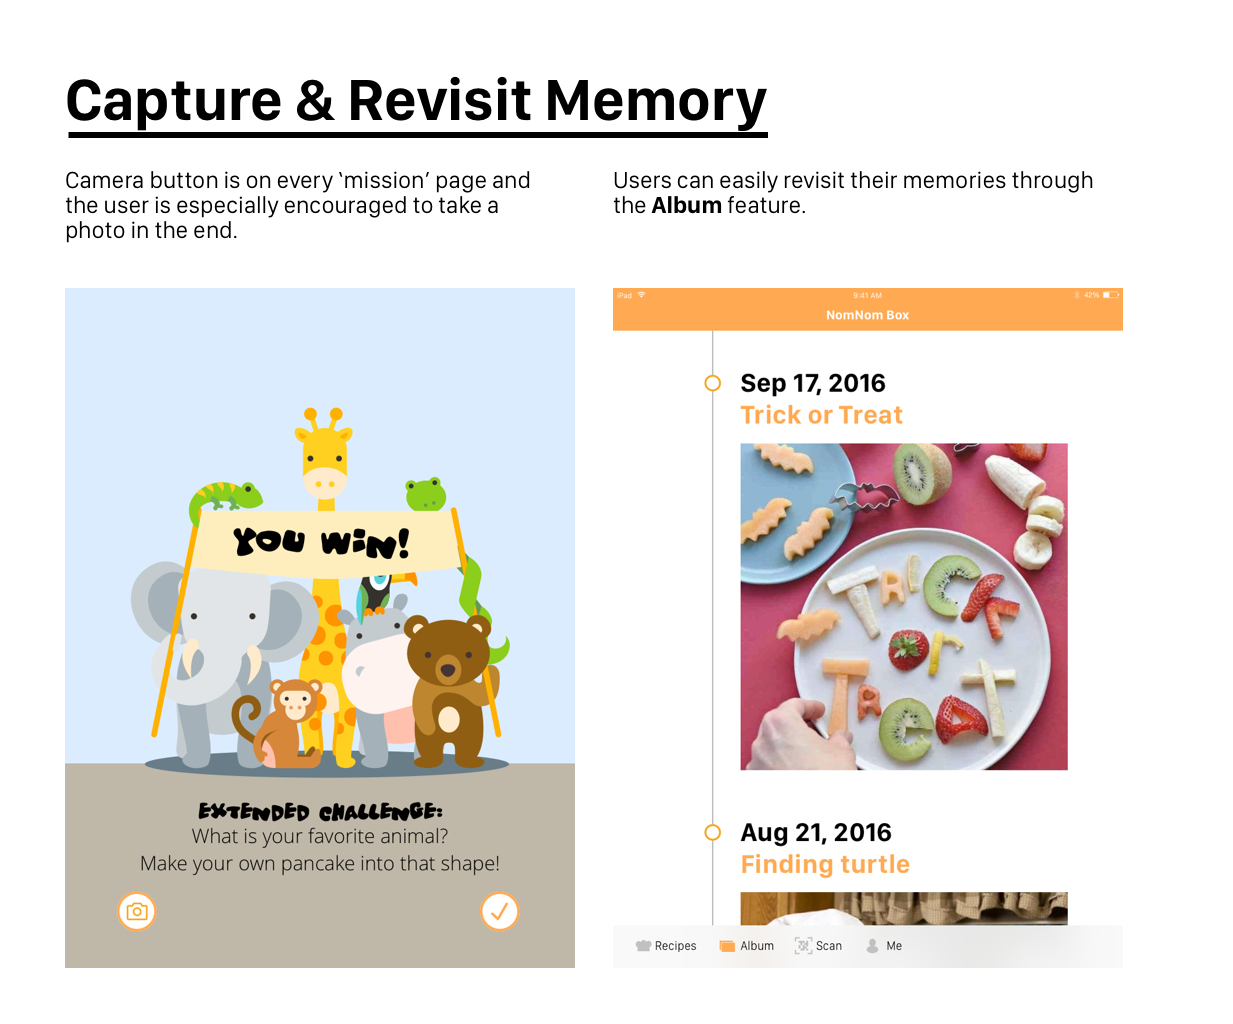 Capture & Revisit Memory
Camera button is on every ‘mission’ page and
the user is especially encouraged to take a
photo in the end.
Users can easily revisit their memories through
the Album feature.
YOU WiN!
EXTENDED CHALLENGE:
What is your favorite animal?
Make your own pancake into that shape!
iPad 9:41 AM 42%
NomNom Box
Sep 17, 2016
Trick or Treat
TRICK
or
TREAT
Aug 21, 2016
Finding turtle
Recipes Album Scan Me